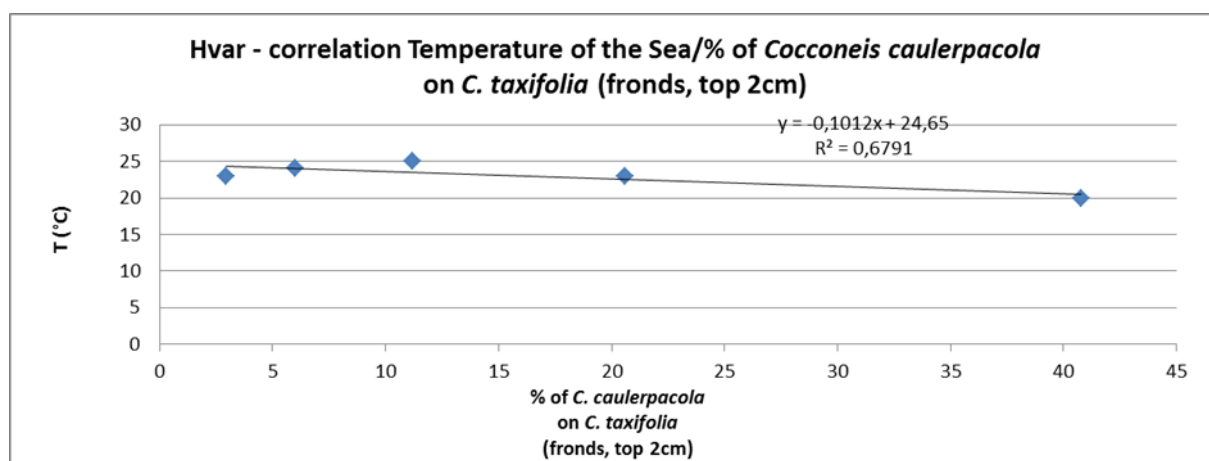 Hvar - correlation Temperature of the Sea/% of Cocconeis caulerpacola
on C. taxifolia (fronds, top 2cm)
y = -0,1012x + 24,65
R² = 0,6791
30
25
20
15
10
5
0
T (°C)
0 5 10 15 20 25 30 35 40 45
% of C. caulerpacola
on C. taxifolia
(fronds, top 2cm)